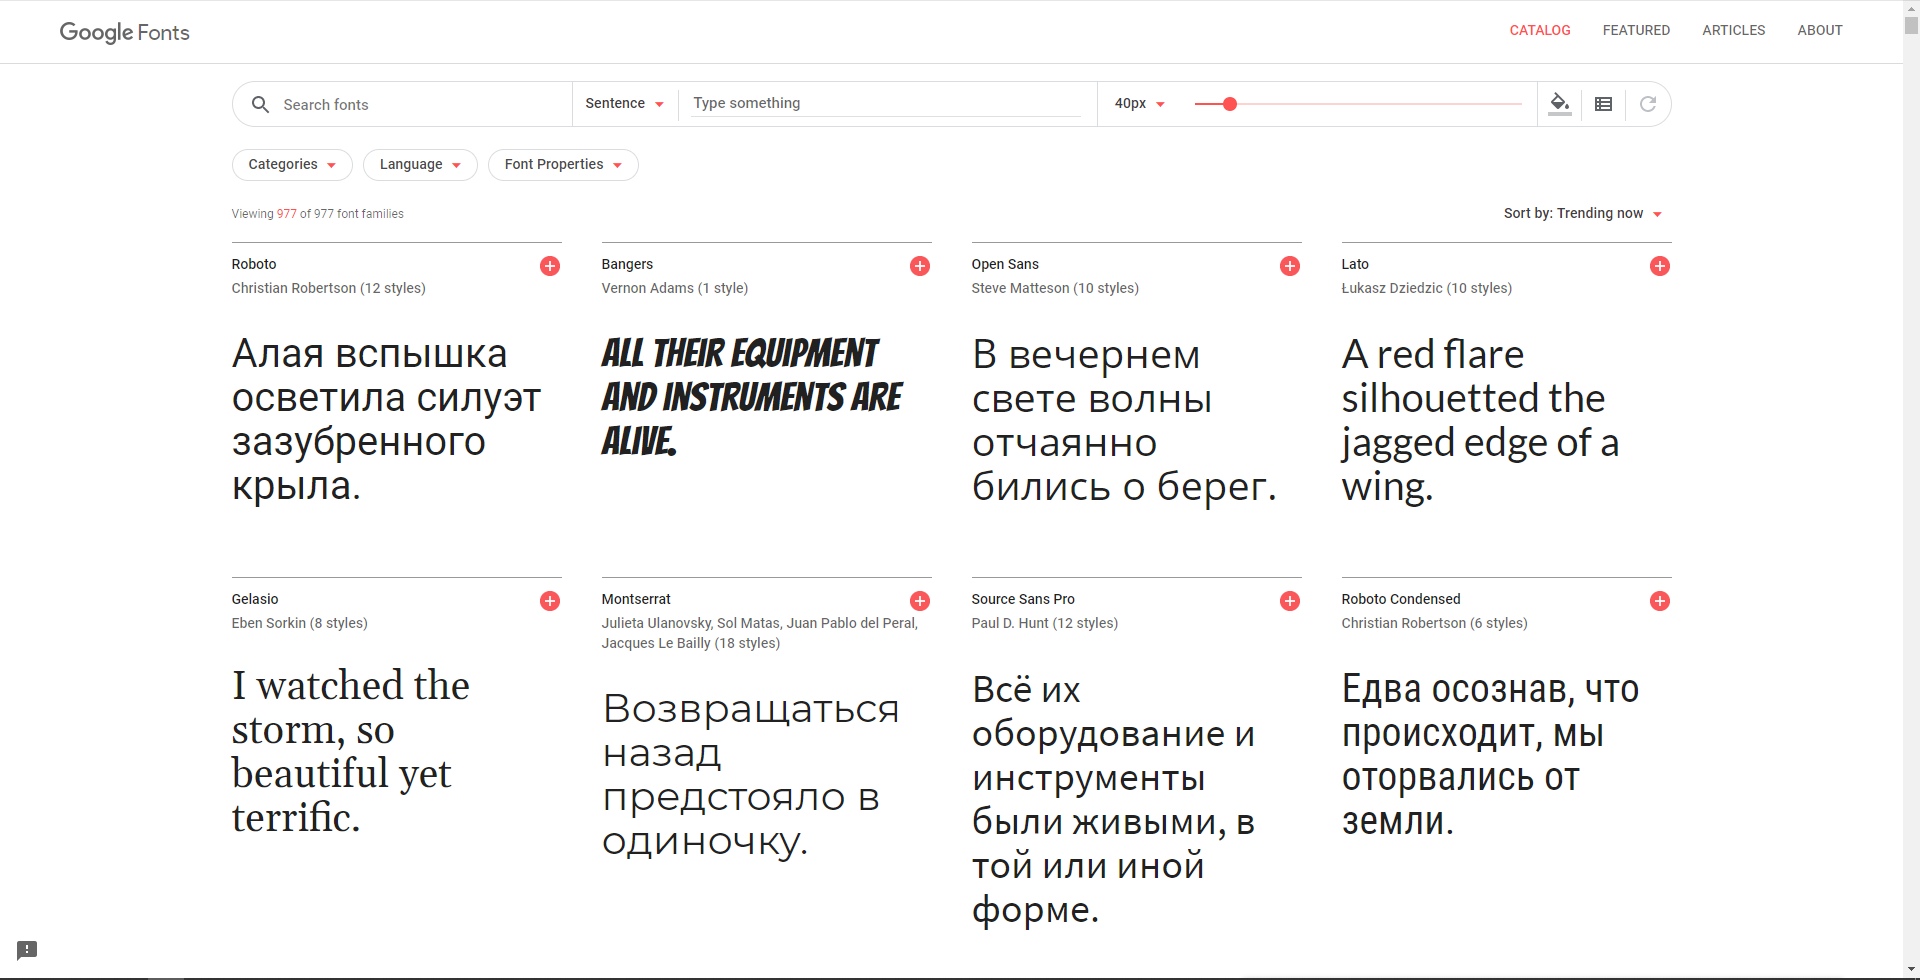 Google Fonts
CATALOG FEATURED ARTICLES ABOUT
Search fonts Sentence Type something 40px
Categories Language Font Properties
Viewing 977 of 977 font families Sort by: Trending now
Roboto
Christian Robertson (12 styles)
Алая вспышка
осветила силуэт
зазубренного
крыла.
Bangers
Vernon Adams (1 style)
ALL THEIR EQUIPMENT
AND INSTRUMENTS ARE
ALIVE.
Open Sans
Steve Matteson (10 styles)
В вечернем
свете волны
отчаянно
бились о берег.
Lato
Łukasz Dziedzic (10 styles)
A red flare
silhouetted the
jagged edge of a
wing.
Gelasio
Eben Sorkin (8 styles)
I watched the
storm, so
beautiful yet
terrific.
Montserrat
Julieta Ulanovsky, Sol Matas, Juan Pablo del Peral,
Jacques Le Bailly (18 styles)
Возвращаться
назад
предстояло в
одиночку.
Source Sans Pro
Paul D. Hunt (12 styles)
Всё их
оборудование и
инструменты
были живыми, в
той или иной
форме.
Roboto Condensed
Christian Robertson (6 styles)
Едва осознав, что
происходит, мы
оторвались от
земли.